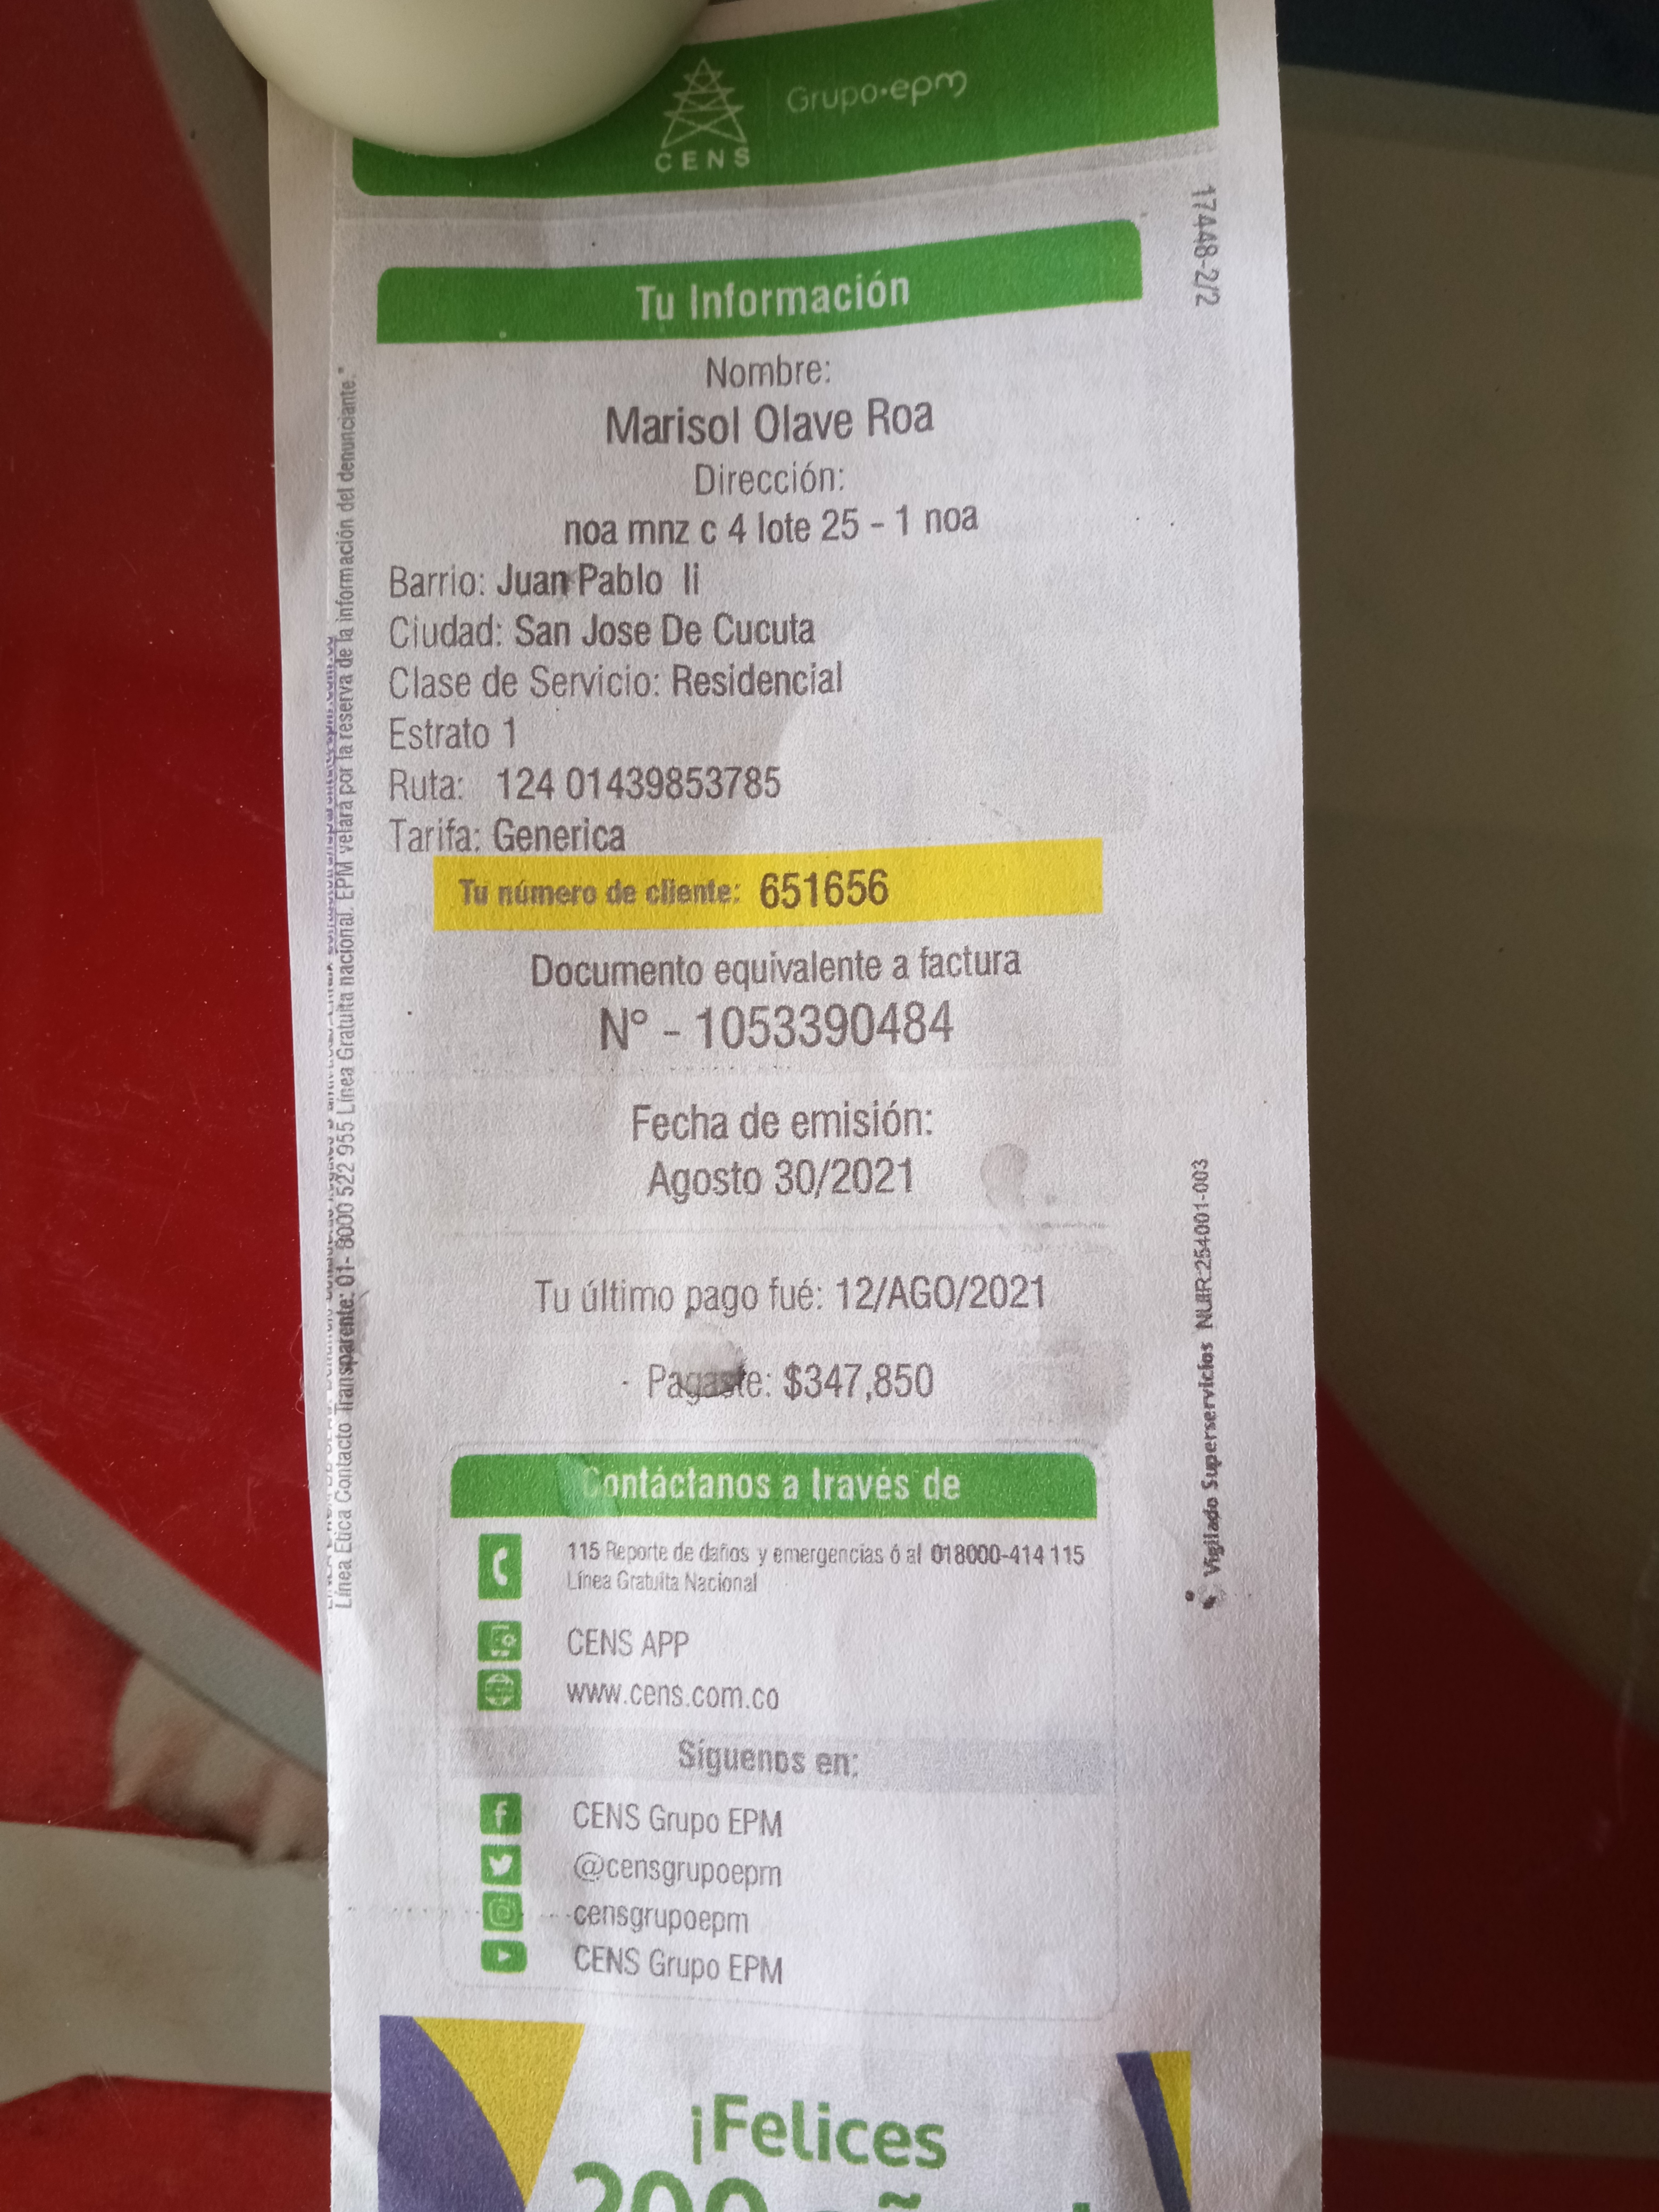 CENS
Grupo·epm
17448-2/2
Tu Información
Nombre:
Marisol Olave Roa
Dirección:
noa mnz c 4 lote 25 - 1 noa
Barrio: Juan Pablo Ii
Ciudad: San Jose De Cucuta
Clase de Servicio: Residencial
Estrato 1
Ruta: 124 01439853785
Tarifa: Generica
Tu número de cliente: 651656
Documento equivalente a factura
N° - 1053390484
Fecha de emisión:
Agosto 30/2021
Tu último pago fué: 12/AGO/2021
Pagaste: $347,850
Contáctanos a través de
115 Reporte de daños y emergencias ó al 018000-414 115
Línea Gratuita Nacional
CENS APP
www.cens.com.co
Síguenos en:
CENS Grupo EPM
@censgrupoepm
censgrupoepm
CENS Grupo EPM
¡Felices
200
Línea Ética Contacto Transparente: 01- 8000 522 955 Línea Gratuita nacional. EPM velará por la reserva de la información del denunciante."
Vigilado Superservicios NUIR:254001-003